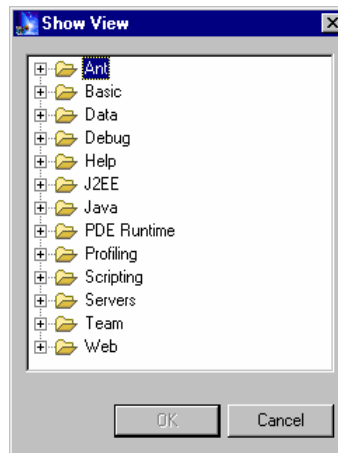 Show View
Ant
Basic
Data
Debug
Help
J2EE
Java
PDE Runtime
Profiling
Scripting
Servers
Team
Web
OK
Cancel